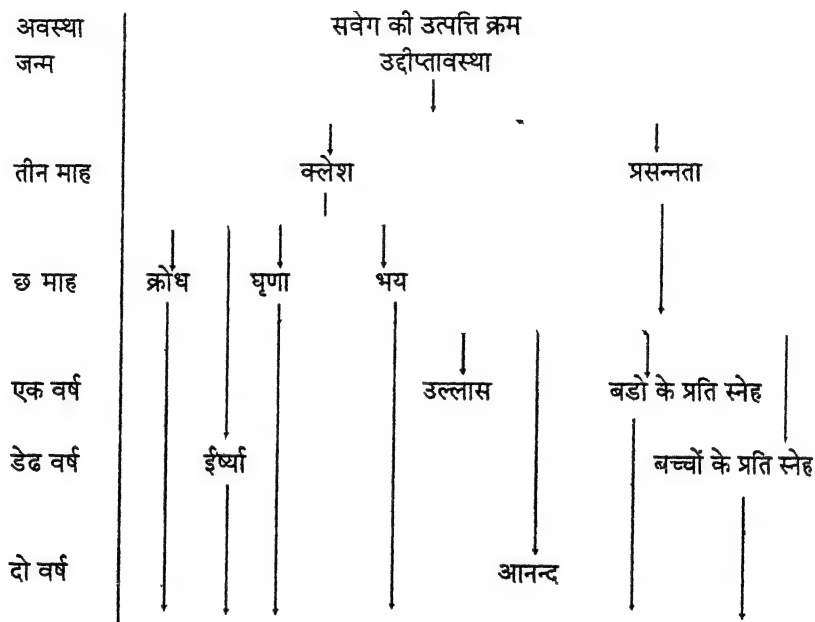 अवस्था सवेग की उत्पत्ति क्रम
जन्म उद्दीप्तावस्था
तीन माह क्लेश प्रसन्नता
छ माह क्रोध घृणा भय
एक वर्ष उल्लास बडों के प्रति स्नेह
डेढ वर्ष ईर्ष्या बच्चों के प्रति स्नेह
दो वर्ष आनन्द